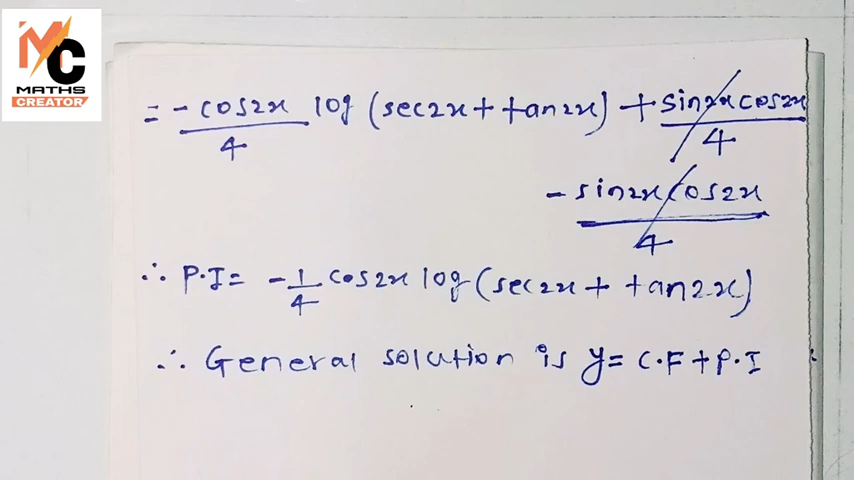 MC
MATHS
CREATOR
= -cos2x/4 log (sec2x + tan2x) + sin2x cos2x/4
- sin2x cos2x/4
∴ P.I = -1/4 cos2x log (sec2x + tan2x)
∴ General solution is y = C.F + P.I